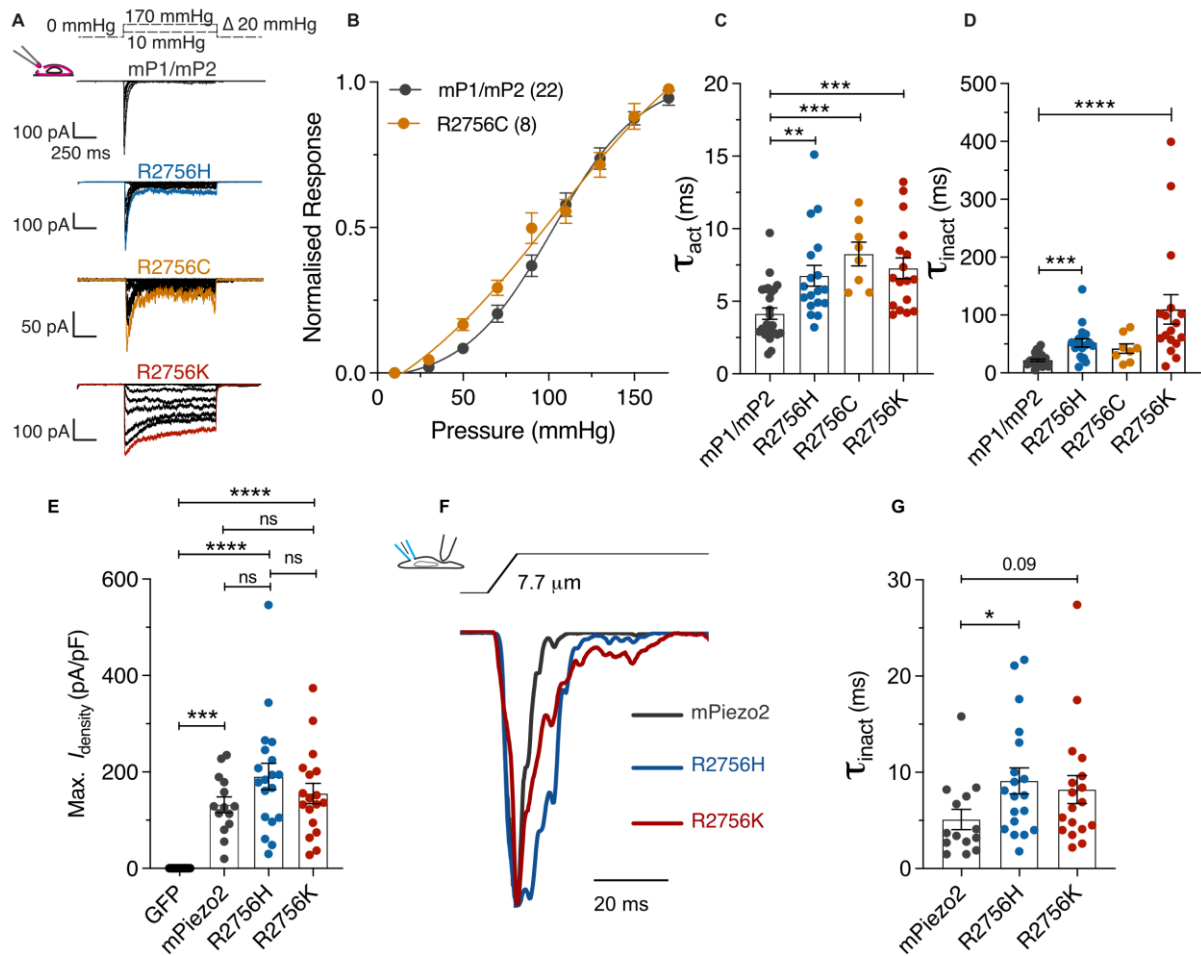 A
0 mmHg
170 mmHg
10 mmHg
Δ 20 mmHg
mP1/mP2
100 pA
250 ms
R2756H
100 pA
R2756C
50 pA
R2756K
100 pA
B
Normalised Response
1.0
0.5
0.0
mP1/mP2 (22)
R2756C (8)
0
50
100
150
Pressure (mmHg)
C
τact (ms)
20
15
10
5
0
***
***
**
mP1/mP2
R2756H
R2756C
R2756K
D
τinact (ms)
500
400
300
200
100
50
0
****
***
mP1/mP2
R2756H
R2756C
R2756K
E
Max. Idensity (pA/pF)
600
400
200
0
****
ns
****
ns
ns
***
GFP
mPiezo2
R2756H
R2756K
F
7.7 μm
mPiezo2
R2756H
R2756K
20 ms
G
τinact (ms)
30
20
10
0
0.09
*
mPiezo2
R2756H
R2756K